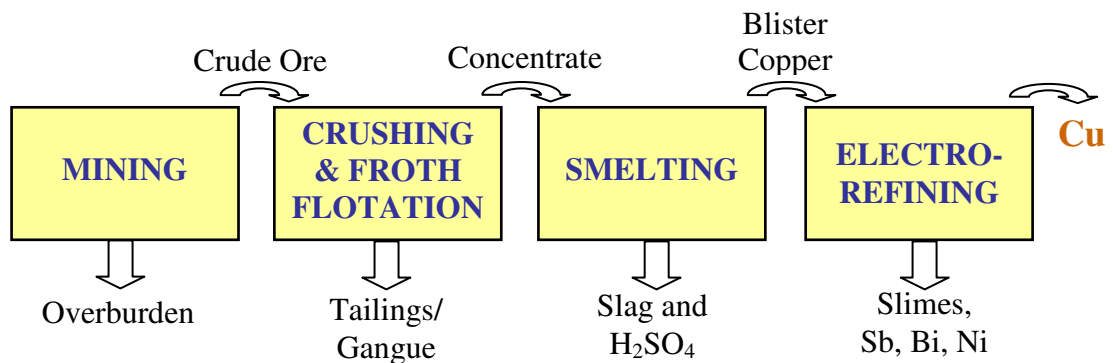 Crude Ore
Concentrate
Blister
Copper
MINING
CRUSHING
& FROTH
FLOTATION
SMELTING
ELECTRO-
REFINING
Cu
Overburden
Tailings/
Gangue
Slag and
H₂SO₄
Slimes,
Sb, Bi, Ni